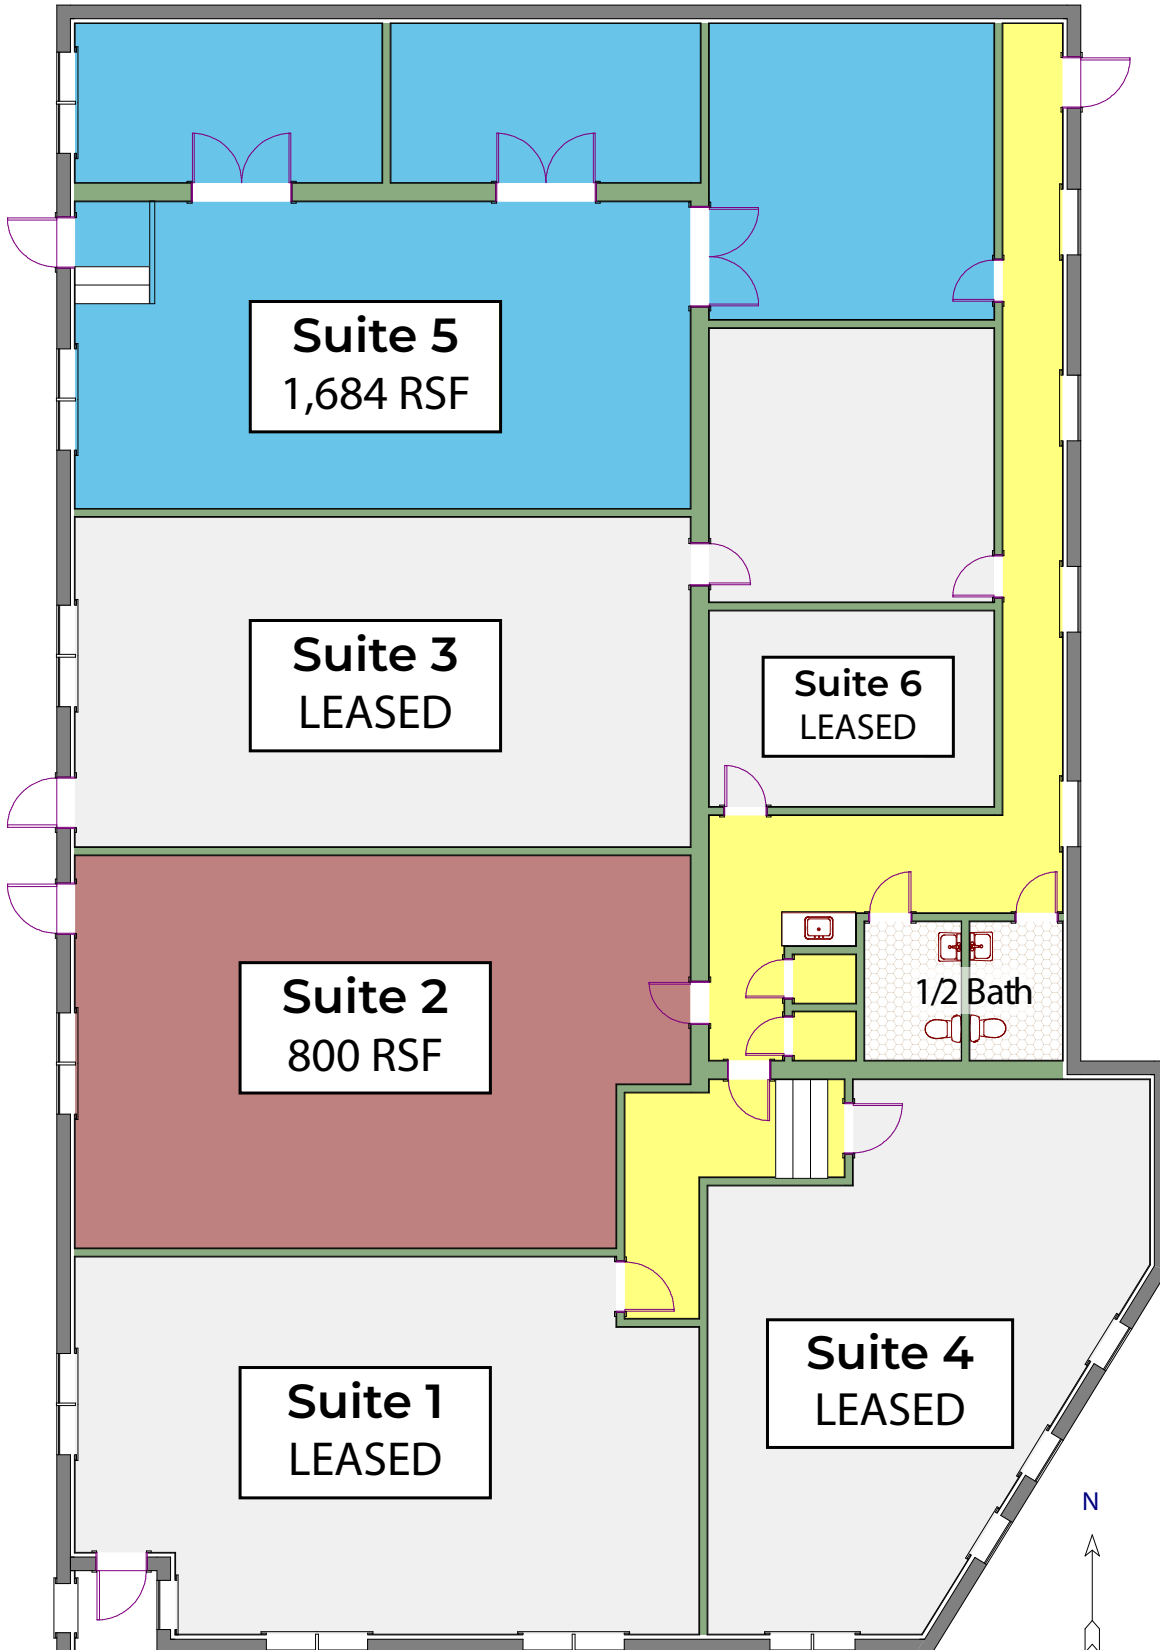 Suite 5
1,684 RSF
Suite 3
LEASED
Suite 6
LEASED
Suite 2
800 RSF
1/2 Bath
Suite 4
LEASED
Suite 1
LEASED
N